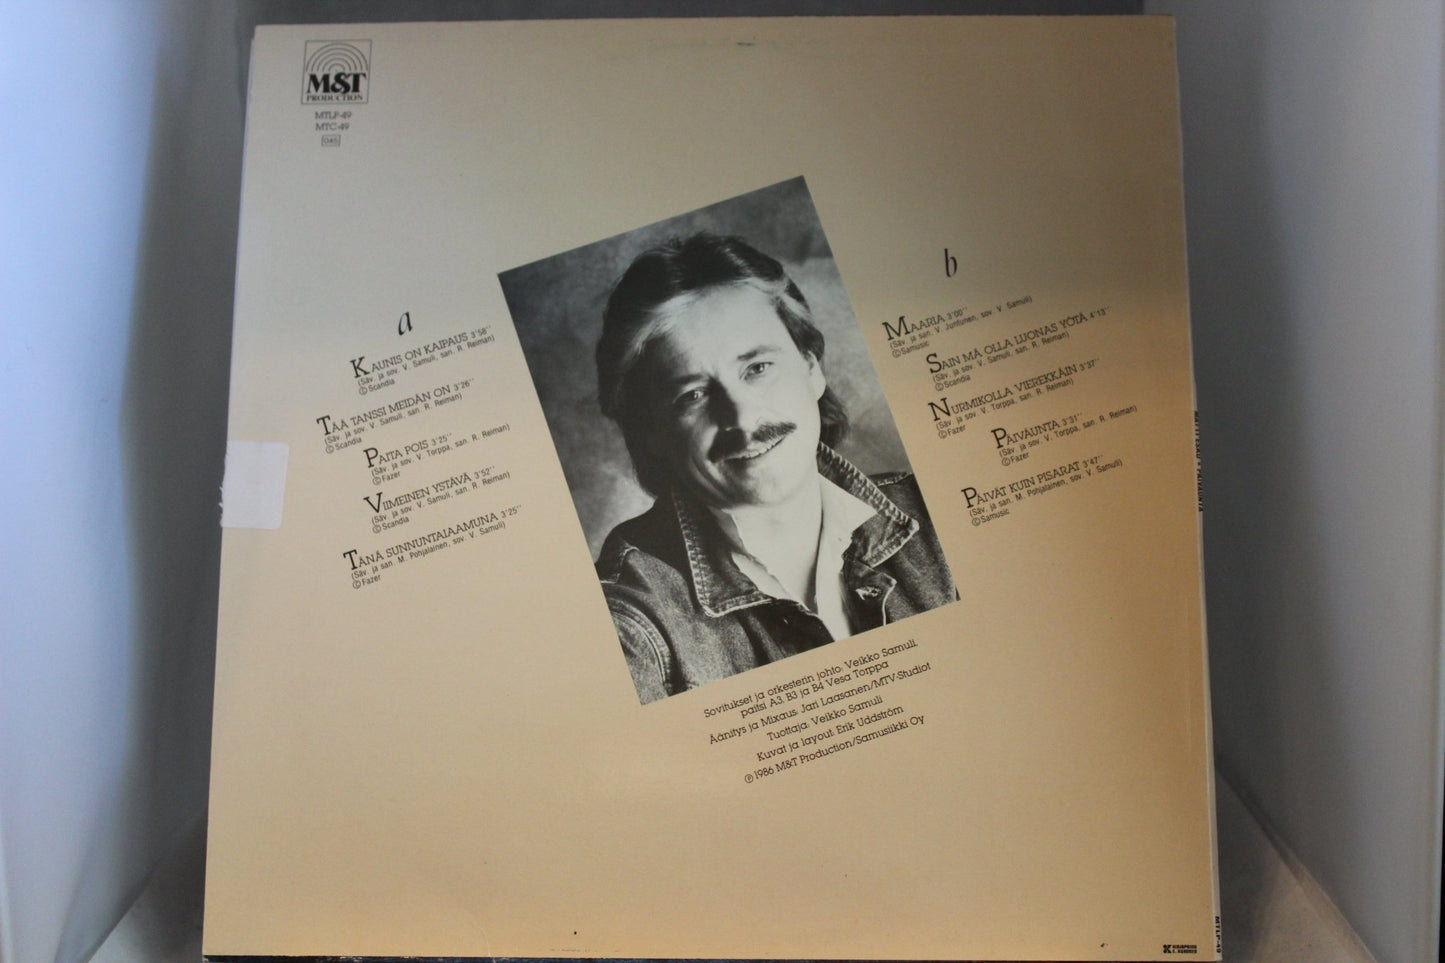 M&T
PRODUCTION
MTLP-49
MTC-49
045
a
KAUNIS ON KAIPAUS 3'58''
(Säv. ja sov. V. Samuli, san. R. Reiman)
©Scandia
TÄÄ TANSSI MEIDÄN ON 3'26''
(Säv. ja sov. V. Samuli, san. R. Reiman)
©Scandia
PAITA POIS 3'25''
(Säv. ja sov. V. Torppa, san. R. Reiman)
©Fazer
VIIMEINEN YSTÄVÄ 3'52''
(Säv. ja sov. V. Samuli, san. R. Reiman)
©Scandia
TÄNÄ SUNNUNTAIAAMUNA 3'25''
(Säv. ja san. M. Pohjalainen, sov. V. Samuli)
©Fazer
b
MAARIA 3'00''
(Säv. ja san. V. Juntunen, sov. V. Samuli)
©Samusic
SAIN MÄ OLLA LUONAS YÖTÄ 4'13''
(Säv. ja sov. V. Samuli, san. R. Reiman)
©Scandia
NURMIKOLLA VIEREKKÄIN 3'37''
(Säv. ja sov. V. Torppa, san. R. Reiman)
©Fazer
PÄIVÄUNTA 3'31''
(Säv. ja sov. V. Torppa, san. R. Reiman)
©Fazer
PÄIVÄT KUIN PISARAT 3'47''
(Säv. ja san. M. Pohjalainen, sov. V. Samuli)
©Samusic
Sovitukset ja orkesterin johto: Veikko Samuli,
paitsi A3, B3 ja B4 Vesa Torppa
Äänitys ja Mixaus: Jari Laasanen/MTV-Studiot
Tuottaja: Veikko Samuli
Kuvat ja layout: Erik Uddström
℗ 1986 M&T Production/Samusiikki Oy
MTLP-49